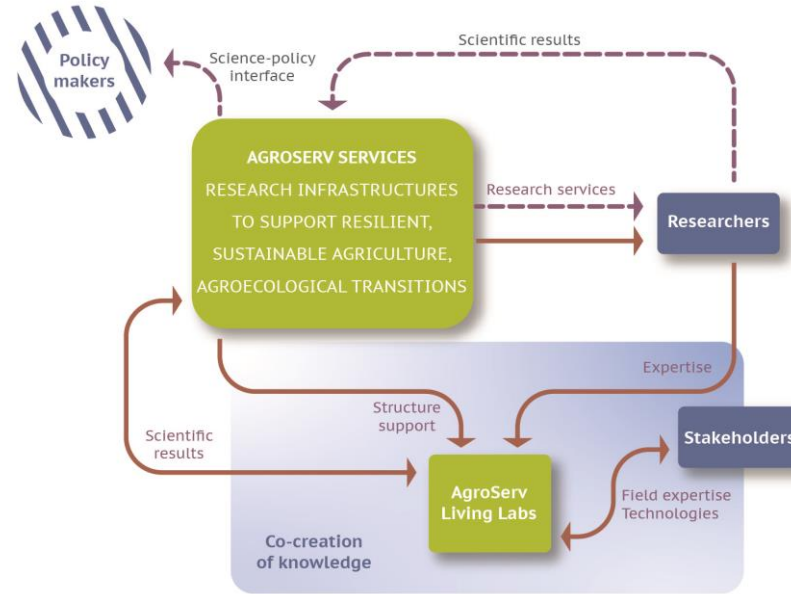 Policy
makers
Science-policy
interface
Scientific results
AGROSERV SERVICES
RESEARCH INFRASTRUCTURES
TO SUPPORT RESILIENT,
SUSTAINABLE AGRICULTURE,
AGROECOLOGICAL TRANSITIONS
Research services
Researchers
Expertise
Structure
support
Stakeholders
Scientific
results
AgroServ
Living Labs
Field expertise
Technologies
Co-creation
of knowledge